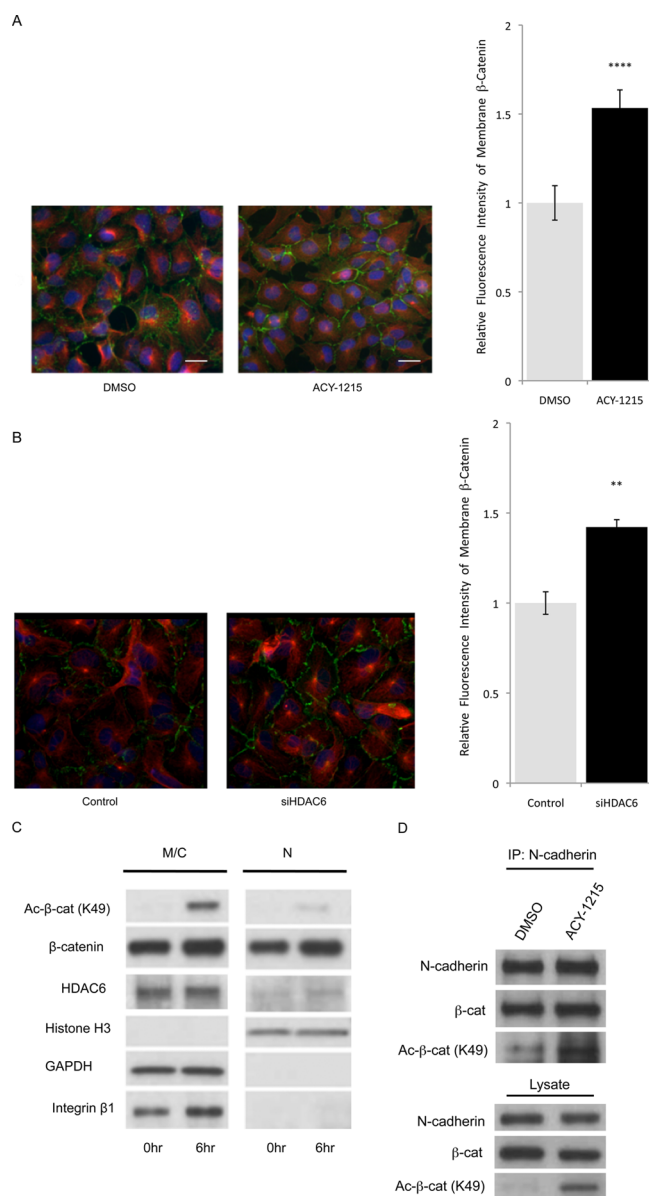 A
Relative Fluorescence Intensity of Membrane β-Catenin
2
1.5
1
0.5
0
****
DMSO
ACY-1215
DMSO
ACY-1215
B
Relative Fluorescence Intensity of Membrane β-Catenin
2
1.5
1
0.5
0
**
Control
siHDAC6
Control
siHDAC6
C
M/C
N
Ac-β-cat (K49)
β-catenin
HDAC6
Histone H3
GAPDH
Integrin β1
0hr
6hr
0hr
6hr
D
IP: N-cadherin
DMSO
ACY-1215
N-cadherin
β-cat
Ac-β-cat (K49)
Lysate
N-cadherin
β-cat
Ac-β-cat (K49)